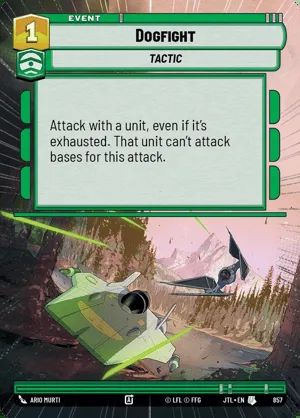 EVENT
1
DOGFIGHT
TACTIC
Attack with a unit, even if it's
exhausted. That unit can't attack
bases for this attack.
ARIO MURTI
© LFL © FFG
JTL • EN
857